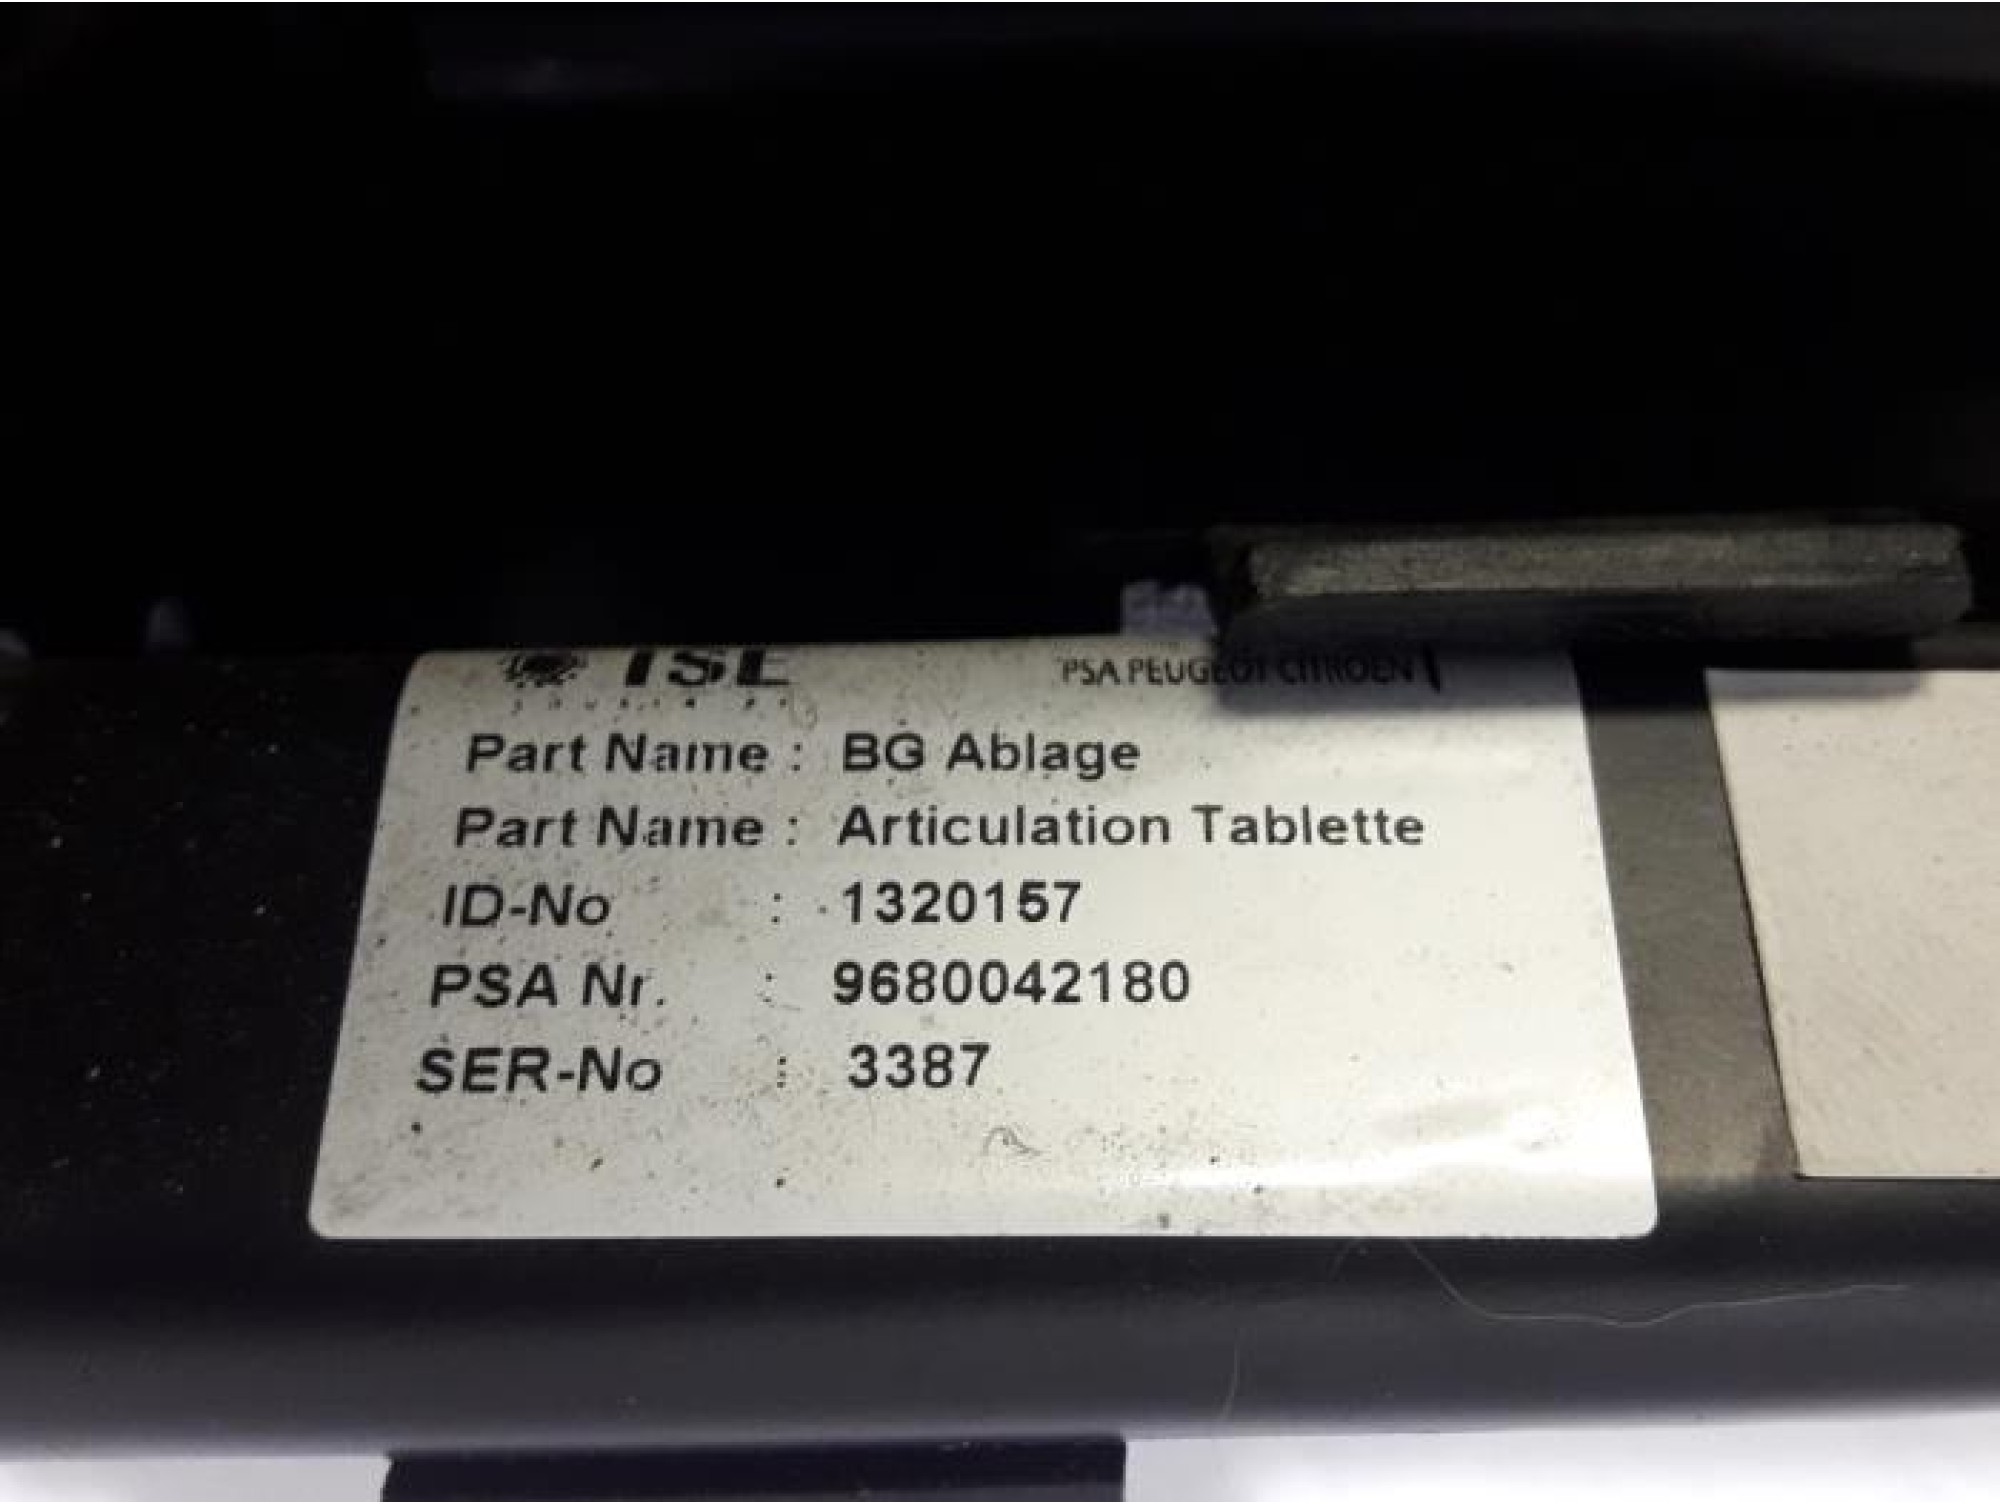 ISE
PSA PEUGEOT CITROËN
Part Name : BG Ablage
Part Name : Articulation Tablette
ID-No : 1320157
PSA Nr. : 9680042180
SER-No : 3387